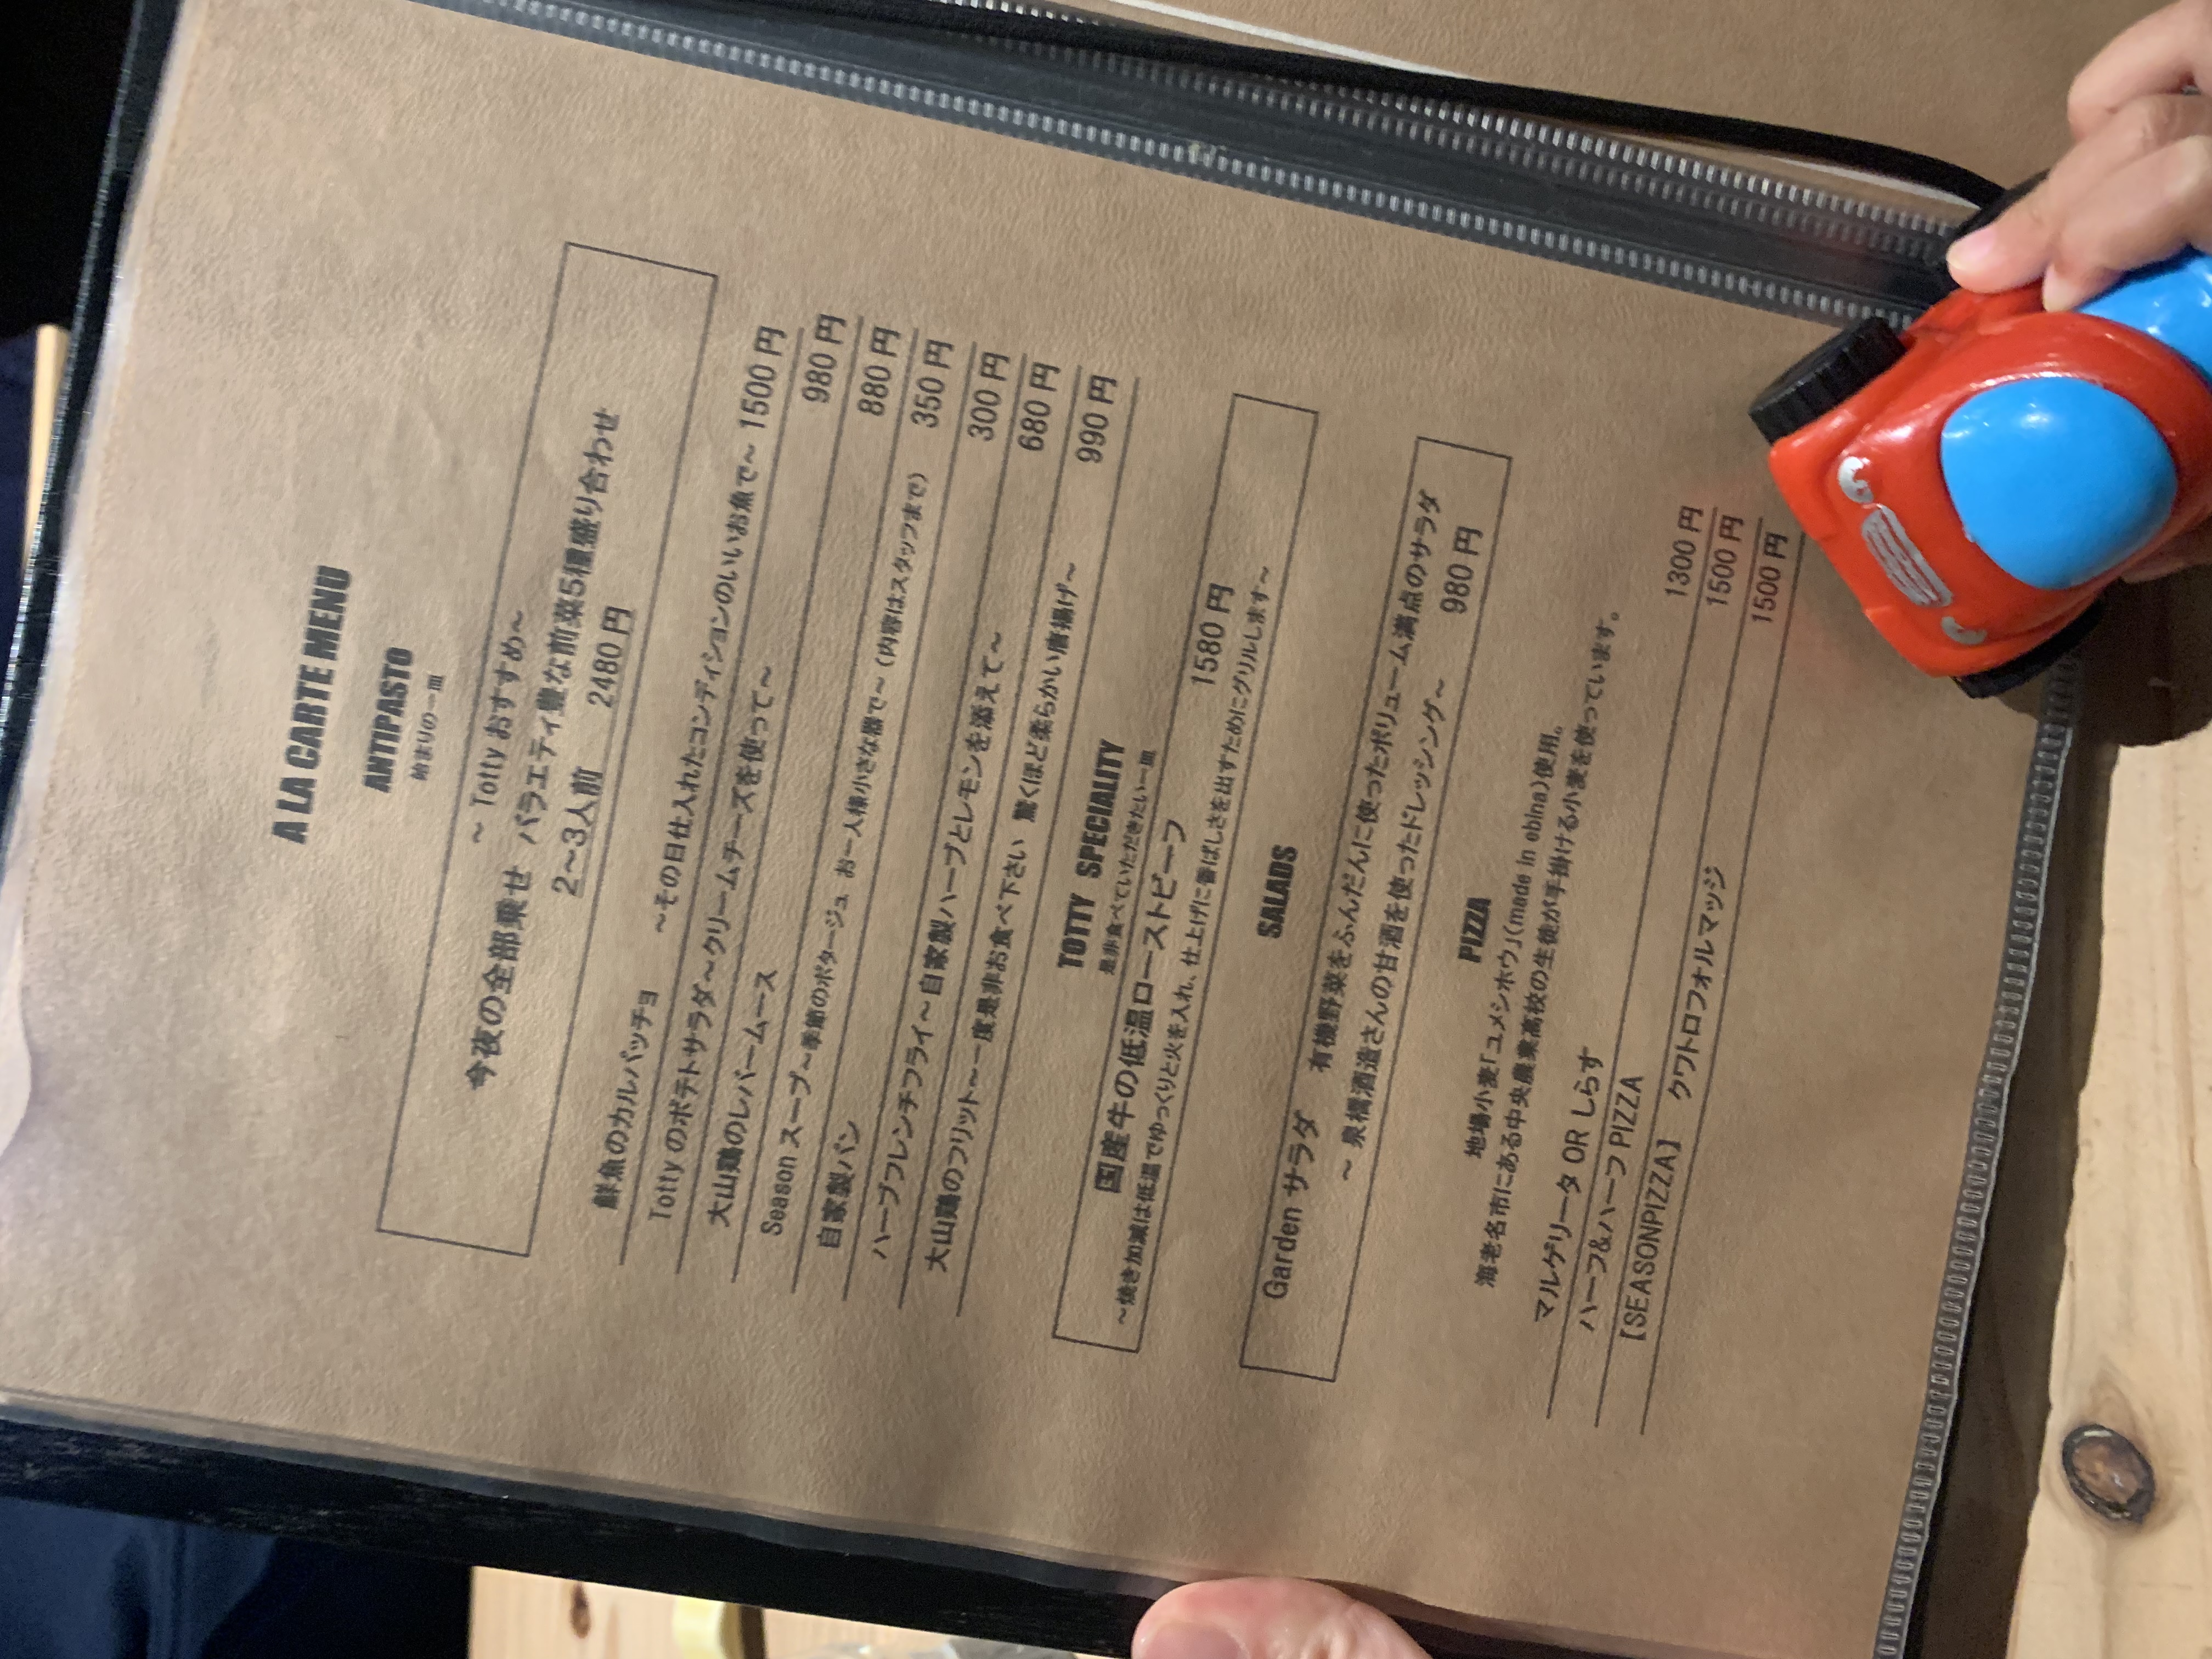 A LA CARTE MENU
ANTIPASTO
始まりの一皿
～ Totty おすすめ～
今夜の全部乗せ バラエティ豊な前菜5種盛り合わせ
2～3人前 2480円
鮮魚のカルパッチョ ～その日仕入れたコンディションのいいお魚で～ 1500 円
Totty のポテトサラダ～クリームチーズを使って～ 980 円
大山鶏のレバームース 880 円
Season スープ～季節のポタージュ お一人様小さな器で～（内容はスタッフまで） 350 円
自家製パン 300 円
ハーブフレンチフライ～自家製ハーブとレモンを添えて～ 680 円
大山鶏のフリット～一度是非お食べ下さい 驚くほど柔らかい唐揚げ～ 990 円
TOTTY SPECIALITY
是非食べていただきたい一皿
国産牛の低温ローストビーフ 1580 円
～焼き加減は低温でゆっくりと火を入れ、仕上げに香ばしさを出すためにグリルします～
SALADS
Garden サラダ 有機野菜をふんだんに使ったボリューム満点のサラダ
～ 泉橋酒造さんの甘酒を使ったドレッシング～ 980 円
PIZZA
地場小麦「ユメシホウ」(made in ebina)使用。
海老名市にある中央農業高校の生徒が手掛ける小麦を使っています。
マルゲリータ OR しらす 1300 円
ハーフ&ハーフ PIZZA 1500 円
【SEASONPIZZA】 クワトロフォルマッジ 1500 円